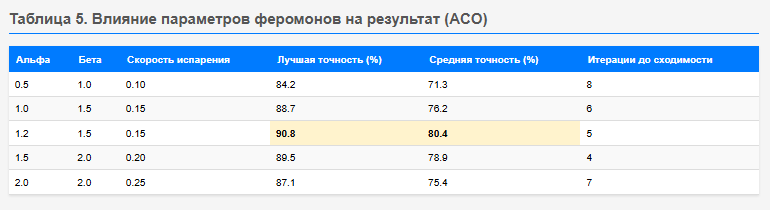 Таблица 5. Влияние параметров феромонов на результат (ACO)
Альфа Бета Скорость испарения Лучшая точность (%) Средняя точность (%) Итерации до сходимости
0.5 1.0 0.10 84.2 71.3 8
1.0 1.5 0.15 88.7 76.2 6
1.2 1.5 0.15 90.8 80.4 5
1.5 2.0 0.20 89.5 78.9 4
2.0 2.0 0.25 87.1 75.4 7